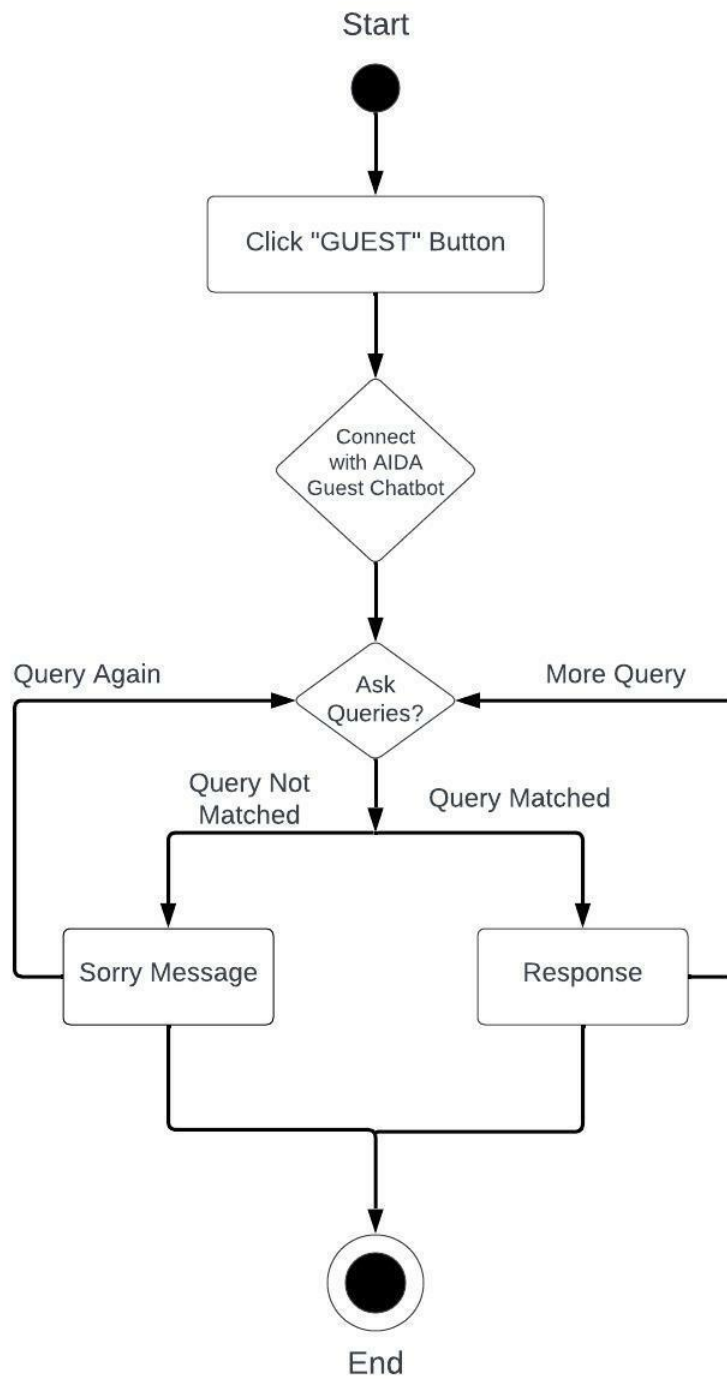 Start
Click "GUEST" Button
Connect
with AIDA
Guest Chatbot
Query Again
Ask
Queries?
More Query
Query Not
Matched
Query Matched
Sorry Message
Response
End